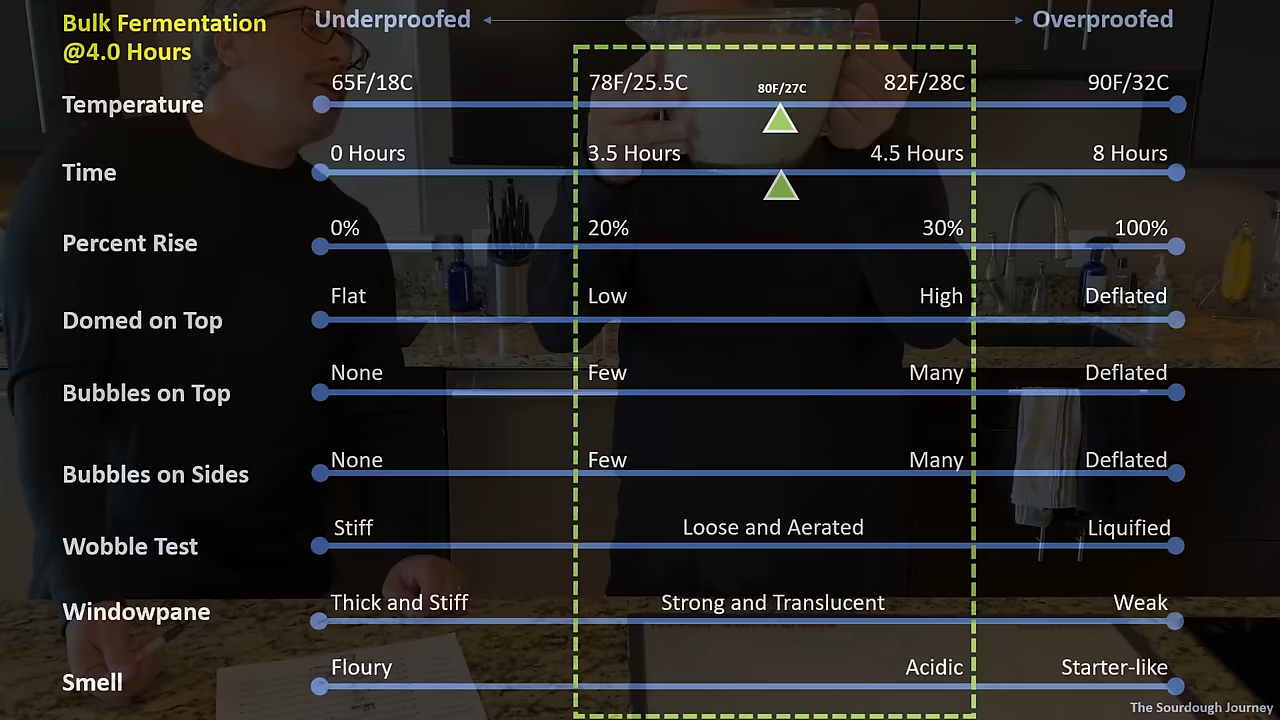 Bulk Fermentation
@4.0 Hours
Underproofed Overproofed
Temperature 65F/18C 78F/25.5C 80F/27C 82F/28C 90F/32C
Time 0 Hours 3.5 Hours 4.5 Hours 8 Hours
Percent Rise 0% 20% 30% 100%
Domed on Top Flat Low High Deflated
Bubbles on Top None Few Many Deflated
Bubbles on Sides None Few Many Deflated
Wobble Test Stiff Loose and Aerated Liquified
Windowpane Thick and Stiff Strong and Translucent Weak
Smell Floury Acidic Starter-like
The Sourdough Journey